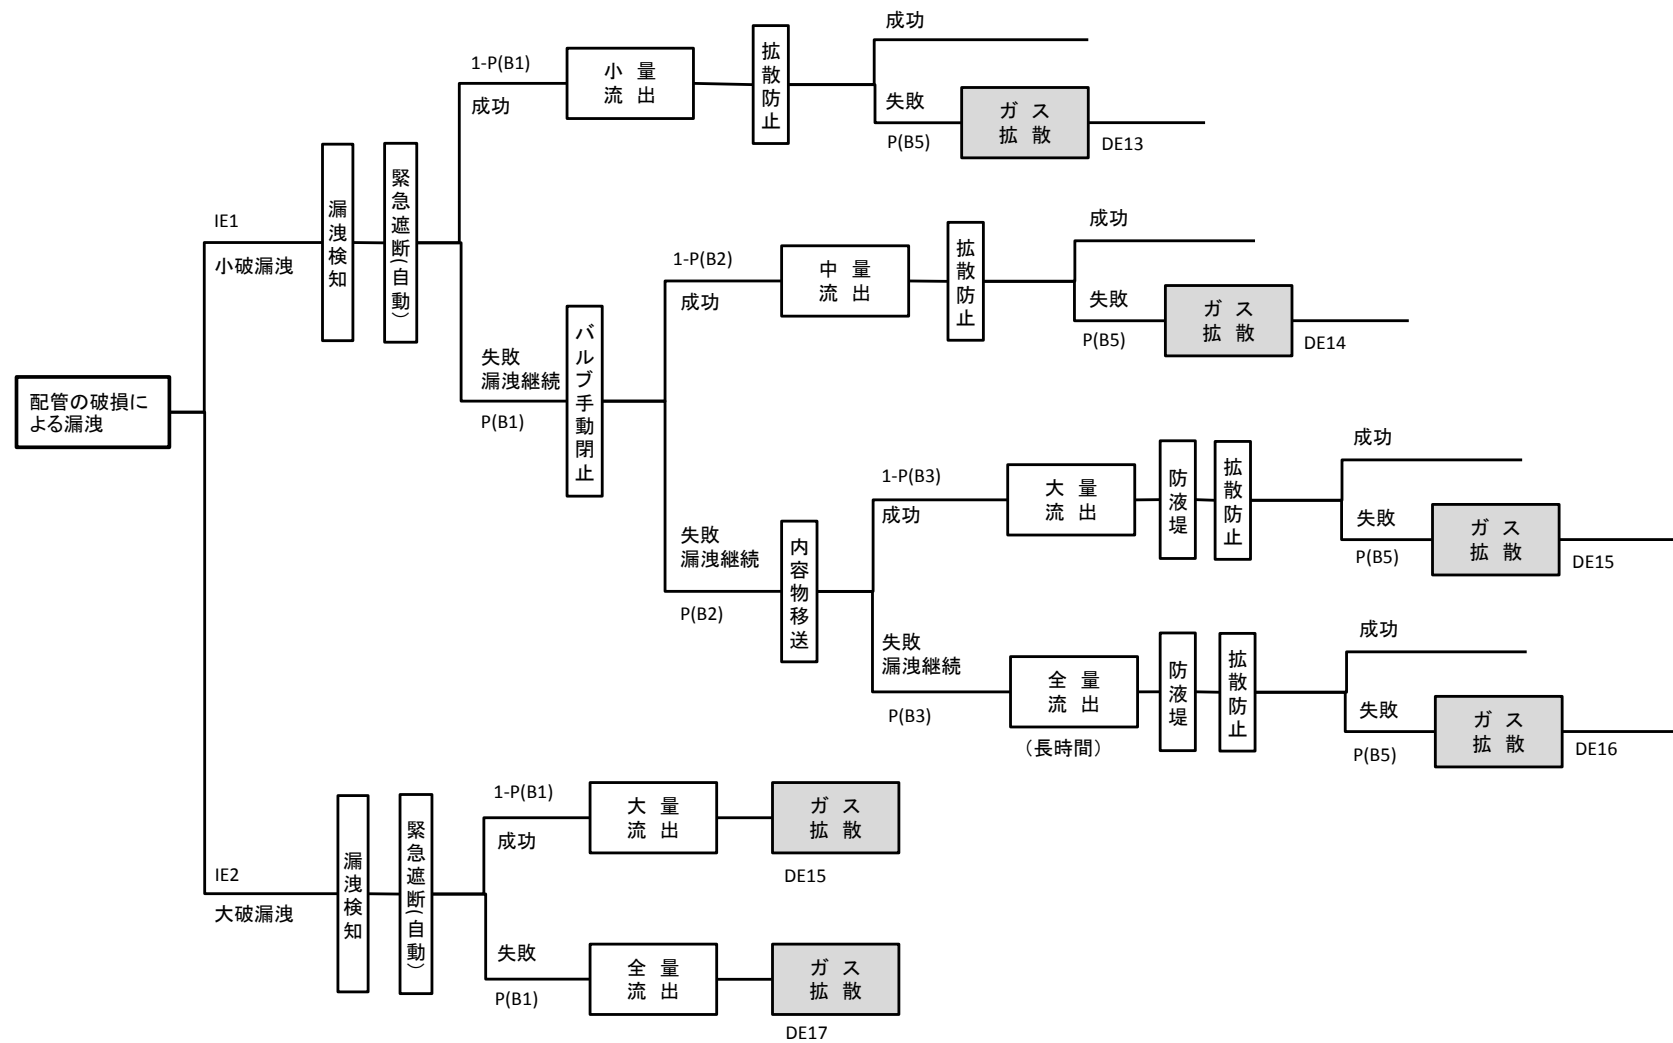 配管の破損に
よる漏洩
IE1
小破漏洩
漏洩検知
緊急遮断(自動)
1-P(B1)
成功
小 量
流 出
拡散防止
成功
失敗
P(B5)
ガ ス
拡 散
DE13
失敗
漏洩継続
P(B1)
バルブ手動閉止
1-P(B2)
成功
中 量
流 出
拡散防止
成功
失敗
P(B5)
ガ ス
拡 散
DE14
失敗
漏洩継続
P(B2)
内容物移送
1-P(B3)
成功
大 量
流 出
防液堤
拡散防止
成功
失敗
P(B5)
ガ ス
拡 散
DE15
失敗
漏洩継続
P(B3)
全 量
流 出
(長時間)
防液堤
拡散防止
成功
失敗
P(B5)
ガ ス
拡 散
DE16
IE2
大破漏洩
漏洩検知
緊急遮断(自動)
1-P(B1)
成功
大 量
流 出
ガ ス
拡 散
DE15
失敗
P(B1)
全 量
流 出
ガ ス
拡 散
DE17